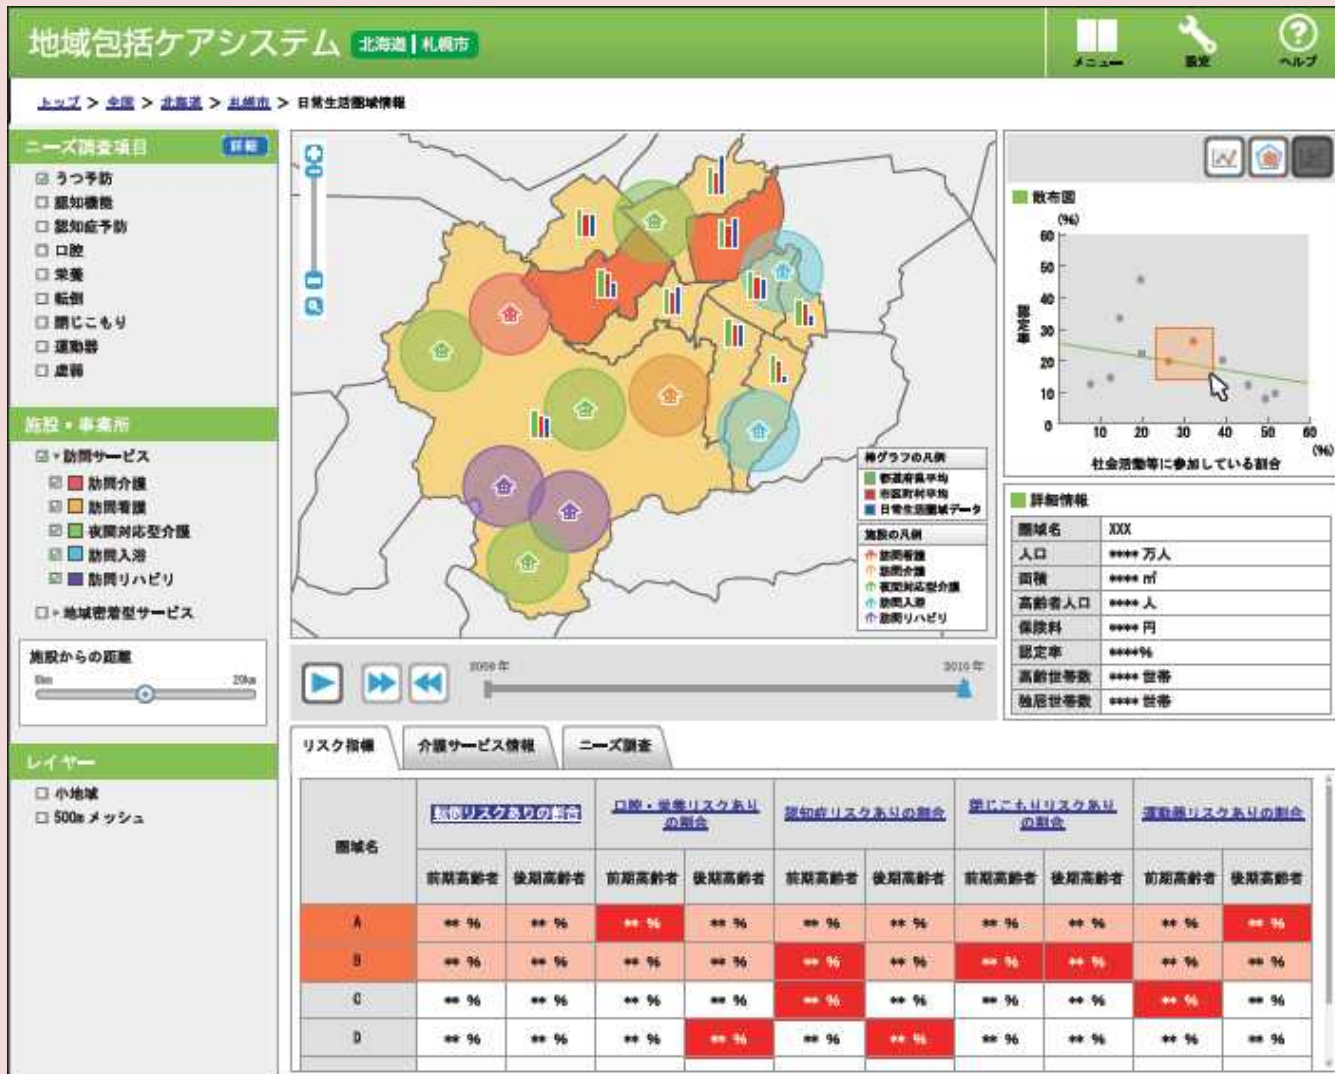 地域包括ケアシステム 北海道 | 札幌市
メニュー 設定 ヘルプ
トップ > 全国 > 北海道 > 札幌市 > 日常生活圏域情報
ニーズ調査項目 詳細
うつ予防
認知機能
認知症予防
口腔
栄養
転倒
閉じこもり
運動器
虚弱
施設・事業所
訪問サービス
訪問介護
訪問看護
夜間対応型介護
訪問入浴
訪問リハビリ
地域密着型サービス
施設からの距離
0km 20km
レイヤー
小地域
500m メッシュ
棒グラフの凡例
都道府県平均
市区町村平均
日常生活圏域データ
施設の凡例
訪問看護
訪問介護
夜間対応型介護
訪問入浴
訪問リハビリ
2010 年
散布図
(%)
60
50
40
30
20
10
0
認定率
10 20 30 40 50 60
(%)
社会活動等に参加している割合
詳細情報
圏域名 XXX
人口 **** 万人
面積 **** ㎡
高齢者人口 **** 人
保険料 **** 円
認定率 ****%
高齢世帯数 **** 世帯
独居世帯数 **** 世帯
リスク指標 介護サービス情報 ニーズ調査
圏域名
転倒リスクありの割合 口腔・栄養リスクありの割合 認知症リスクありの割合 閉じこもりリスクありの割合 運動器リスクありの割合
前期高齢者 後期高齢者 前期高齢者 後期高齢者 前期高齢者 後期高齢者 前期高齢者 後期高齢者 前期高齢者 後期高齢者
A ** % ** % ** % ** % ** % ** % ** % ** % ** % ** %
B ** % ** % ** % ** % ** % ** % ** % ** % ** % ** %
C ** % ** % ** % ** % ** % ** % ** % ** % ** % ** %
D ** % ** % ** % ** % ** % ** % ** % ** % ** % ** %